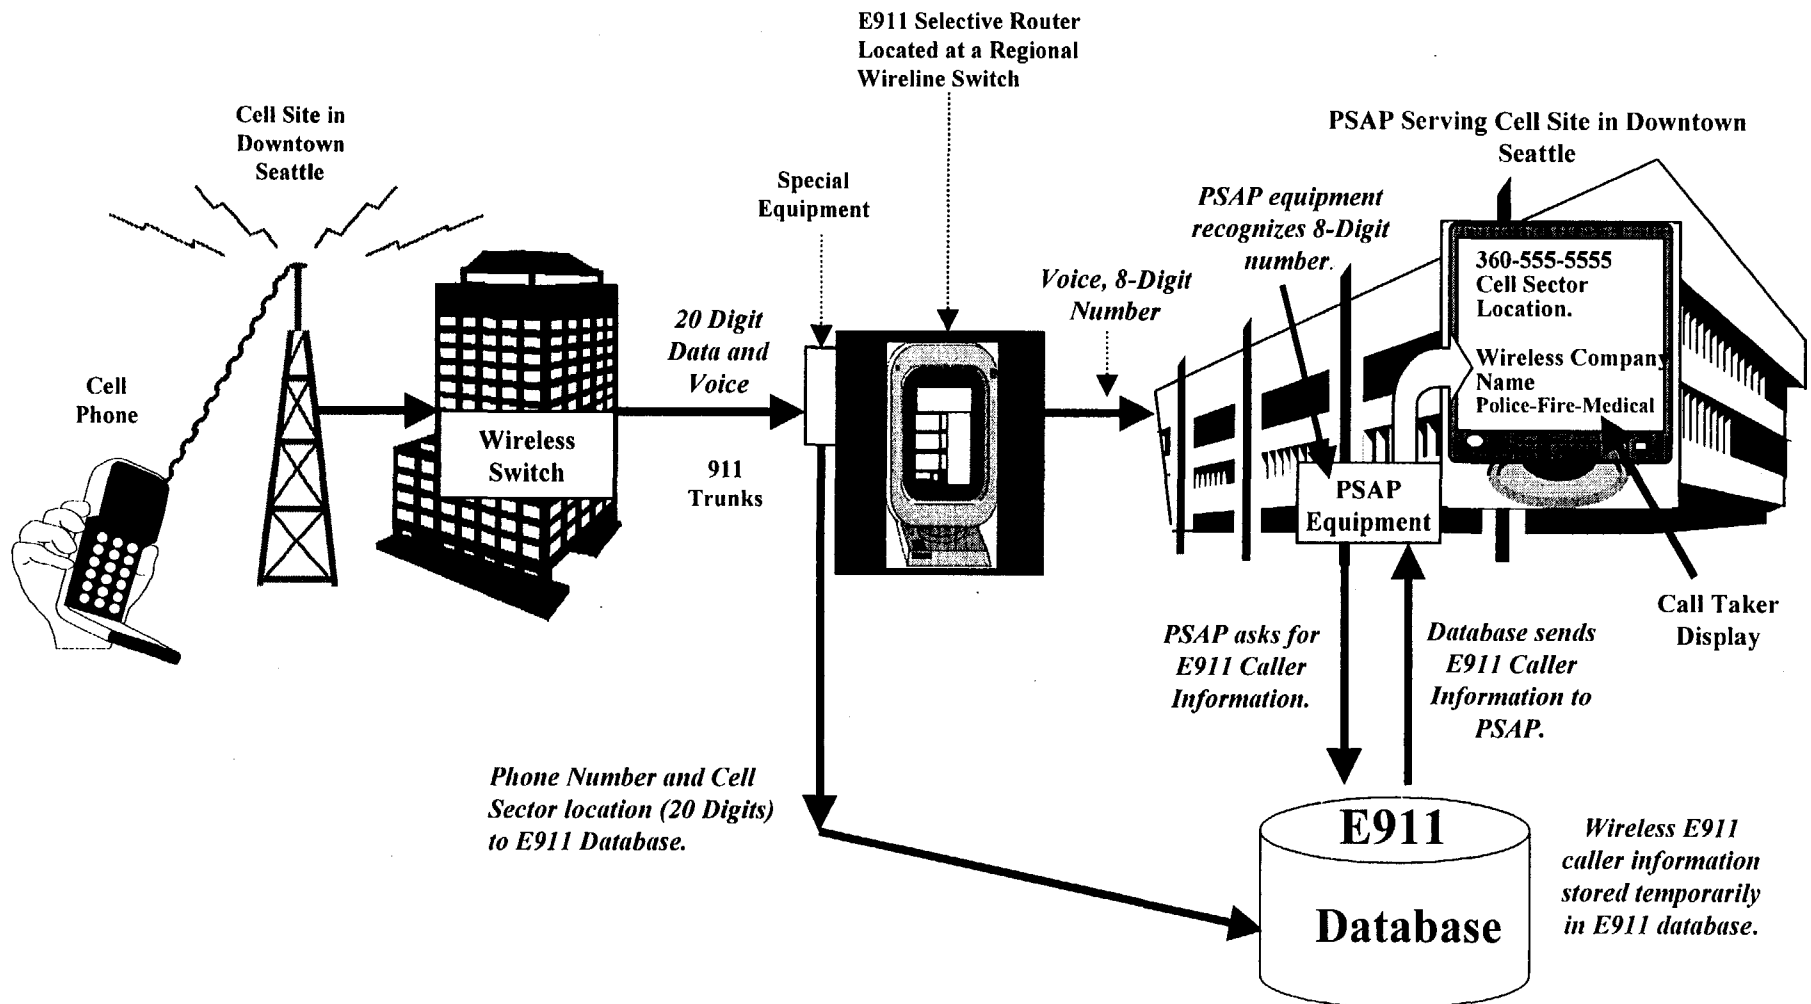 E911 Selective Router
Located at a Regional
Wireline Switch
Cell Site in
Downtown
Seattle
PSAP Serving Cell Site in Downtown
Seattle
Special
Equipment
PSAP equipment
recognizes 8-Digit
number.
360-555-5555
Cell Sector
Location.
Wireless Company
Name
Police-Fire-Medical
Voice, 8-Digit
Number
20 Digit
Data and
Voice
Cell
Phone
Wireless
Switch
911
Trunks
PSAP
Equipment
Call Taker
Display
PSAP asks for
E911 Caller
Information.
Database sends
E911 Caller
Information to
PSAP.
Phone Number and Cell
Sector location (20 Digits)
to E911 Database.
E911
Database
Wireless E911
caller information
stored temporarily
in E911 database.